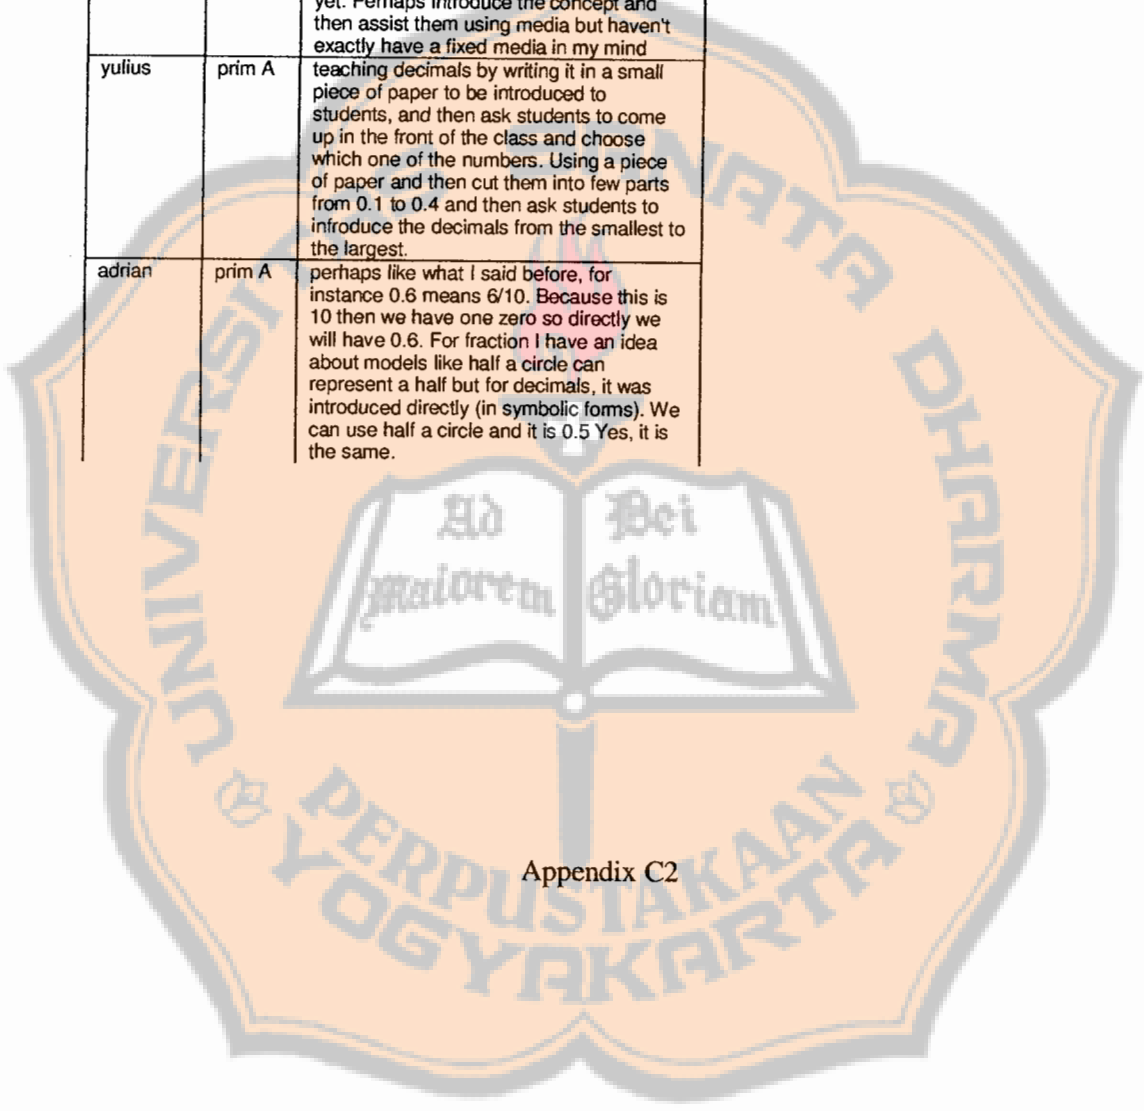 yet. Perhaps introduce the concept and
then assist them using media but haven't
exactly have a fixed media in my mind
yulius prim A teaching decimals by writing it in a small
piece of paper to be introduced to
students, and then ask students to come
up in the front of the class and choose
which one of the numbers. Using a piece
of paper and then cut them into few parts
from 0.1 to 0.4 and then ask students to
infroduce the decimals from the smallest to
the largest.
adrian prim A perhaps like what I said before, for
instance 0.6 means 6/10. Because this is
10 then we have one zero so directly we
will have 0.6. For fraction I have an idea
about models like half a circle can
represent a half but for decimals, it was
introduced directly (in symbolic forms). We
can use half a circle and it is 0.5 Yes, it is
the same.
UNIVERSITAS SANATA DHARMA
Ad Dei
maiorem Gloriam
Appendix C2
PERPUSTAKAAN
YOGYAKARTA